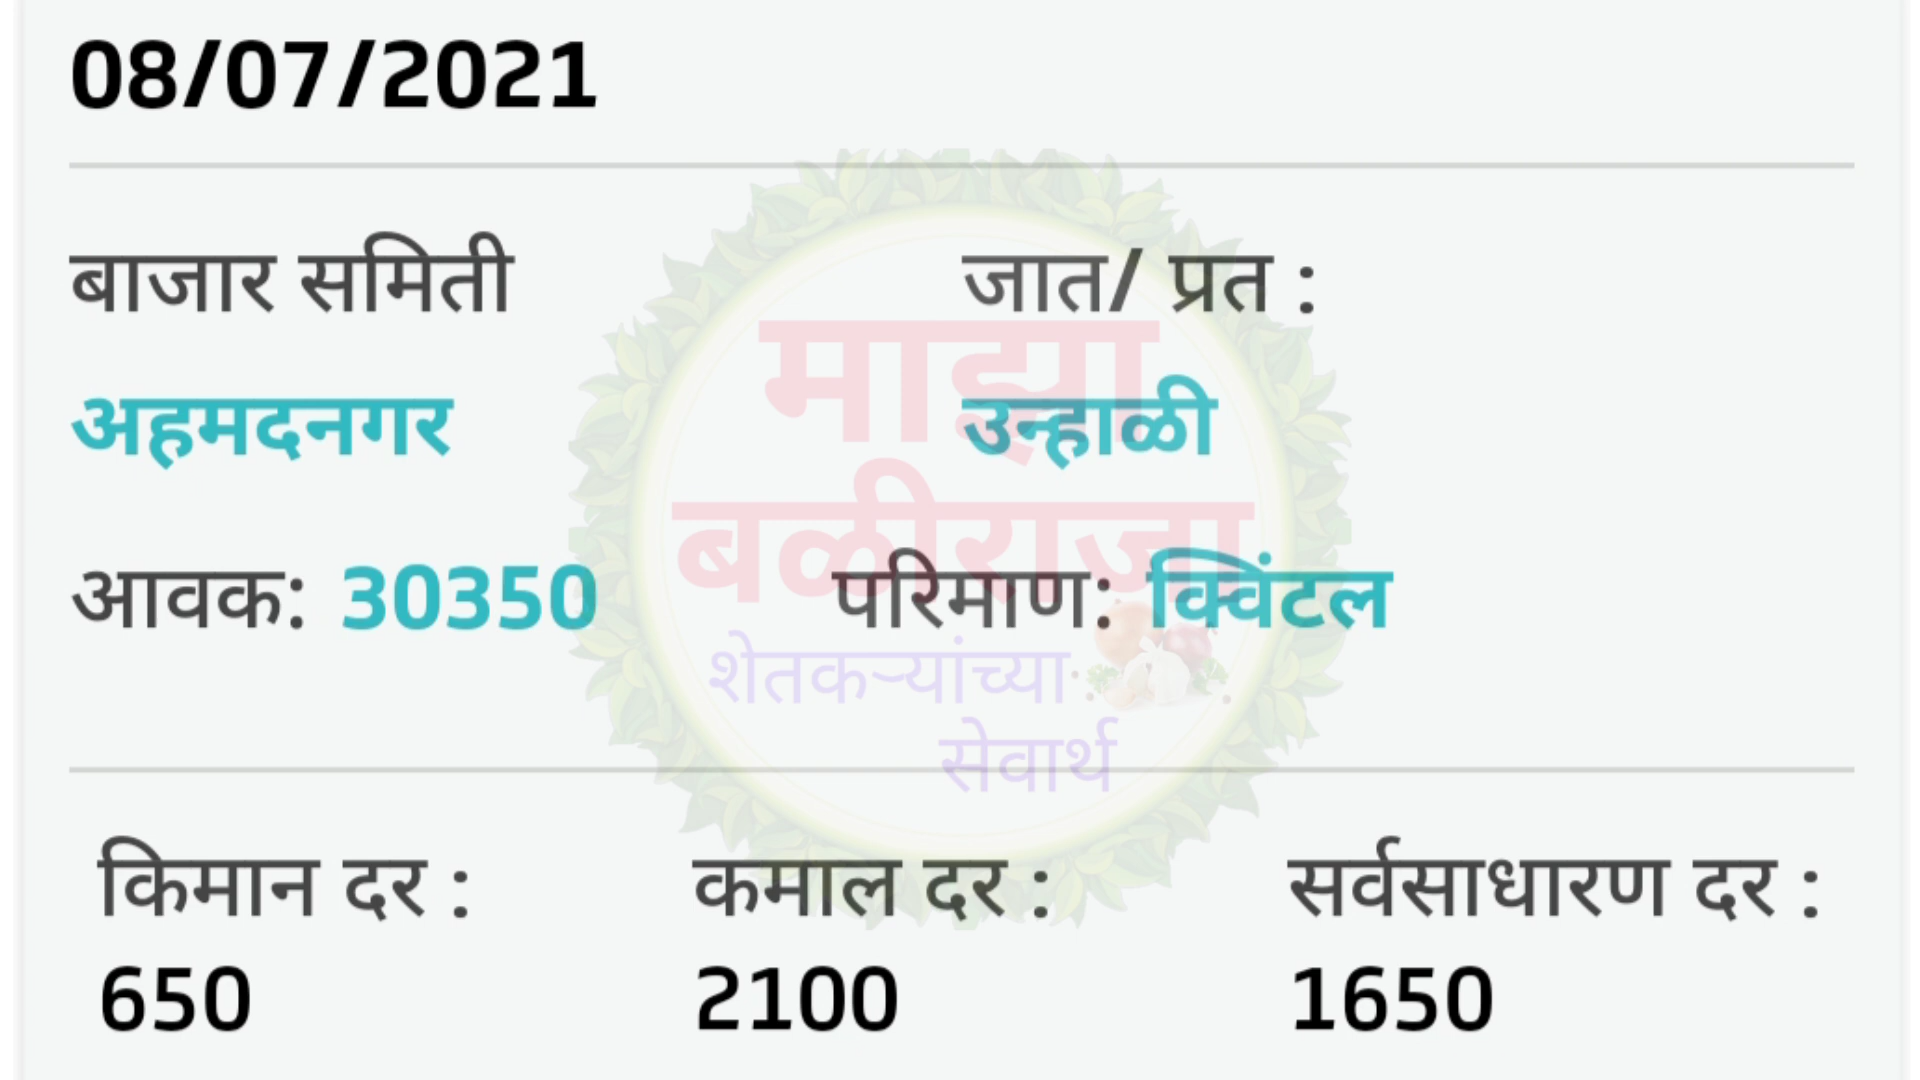 08/07/2021
बाजार समिती जात/ प्रत :
अहमदनगर उन्हाळी
माझा
बळीराजा
आवक: 30350 परिमाण: क्विंटल
शेतकऱ्यांच्या
सेवार्थ
किमान दर : कमाल दर : सर्वसाधारण दर :
650 2100 1650